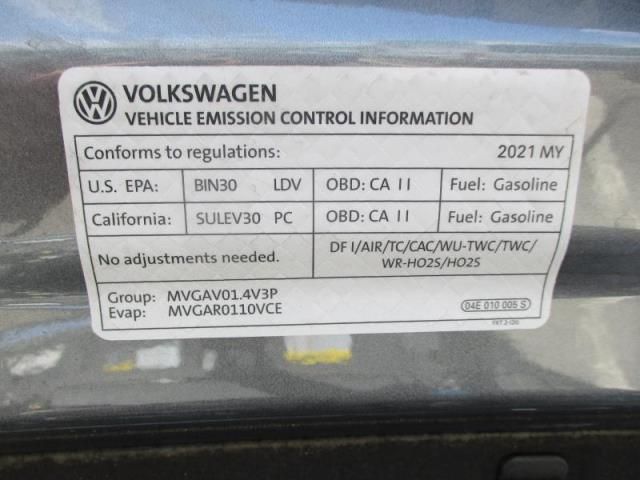 VOLKSWAGEN
VEHICLE EMISSION CONTROL INFORMATION
Conforms to regulations: 2021 MY
U.S. EPA: BIN30 LDV OBD: CA II Fuel: Gasoline
California: SULEV30 PC OBD: CA II Fuel: Gasoline
No adjustments needed. DF I/AIR/TC/CAC/WU-TWC/TWC/
WR-HO2S/HO2S
Group: MVGAV01.4V3P
Evap: MVGAR0110VCE
04E 010 005 S